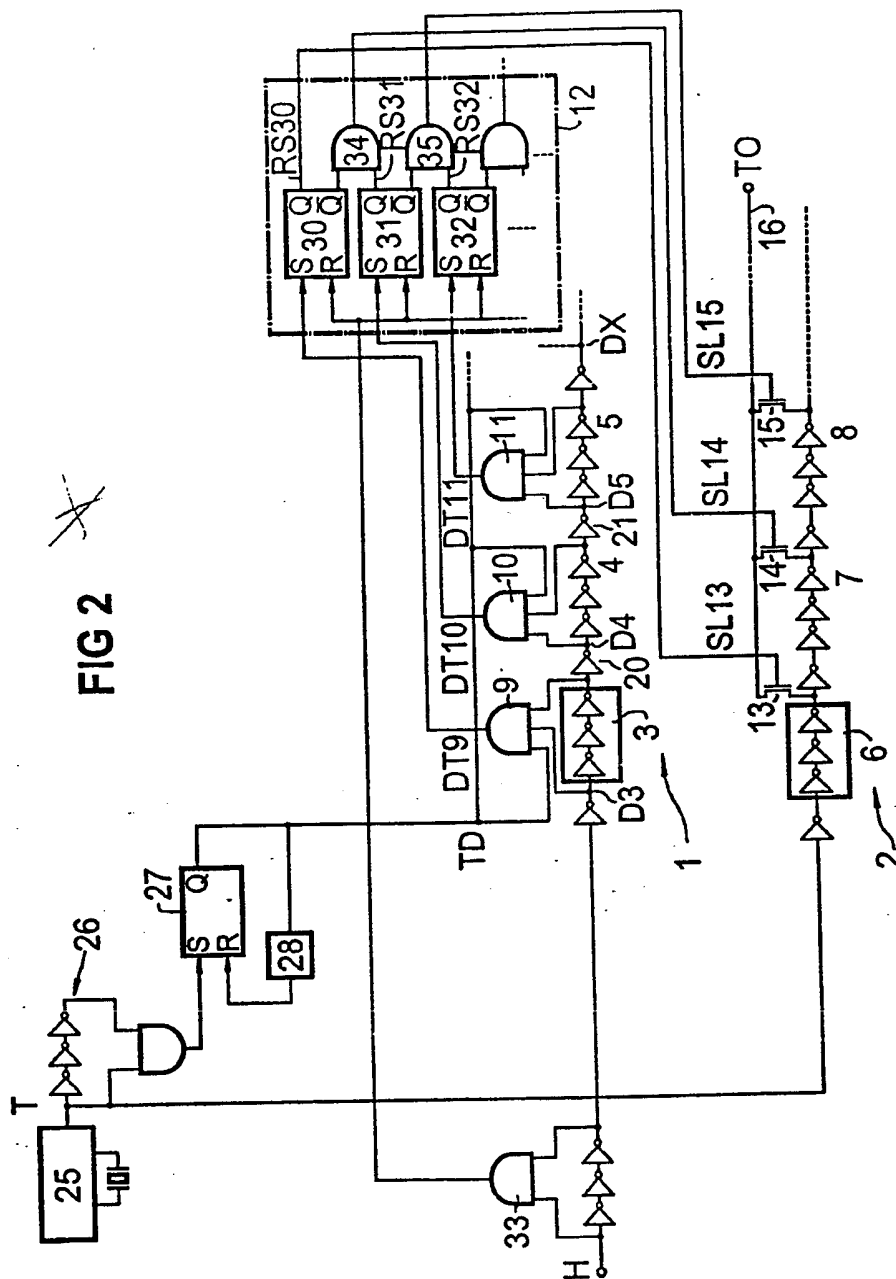 FIG 2
T
25
26
27
S
R
Q
28
TD
H
33
DT9
DT10
DT11
9
10
11
D3
3
20
D4
4
21
D5
5
DX
1
RS30
RS31
RS32
S
R
30
Q
Q̅
S
R
31
Q
Q̅
S
R
32
Q
Q̅
34
35
12
SL13
SL14
SL15
13
14
15
16
TO
6
7
8
2